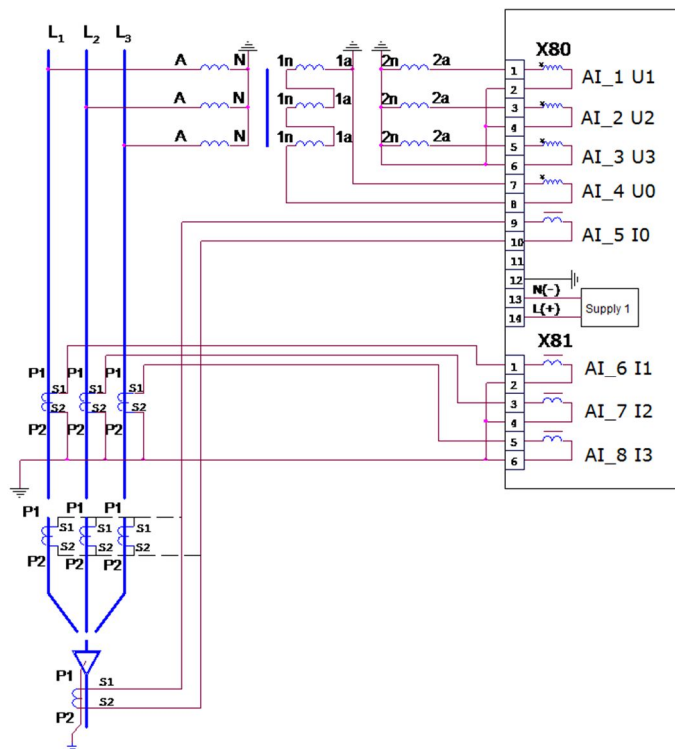 L1 L2 L3
A N 1n 1a 2n 2a
A N 1n 1a 2n 2a
A N 1n 1a 2n 2a
X80
1 AI_1 U1
2
3 AI_2 U2
4
5 AI_3 U3
6
7 AI_4 U0
8
9 AI_5 I0
10
11
12
N(-)
13
L(+)
14
Supply 1
X81
1 AI_6 I1
2
3 AI_7 I2
4
5 AI_8 I3
6
P1 P1 P1
S1 S1 S1
S2 S2 S2
P2 P2 P2
P1 P1 P1
S1 S1 S1
S2 S2 S2
P2 P2 P2
P1 S1
P2 S2